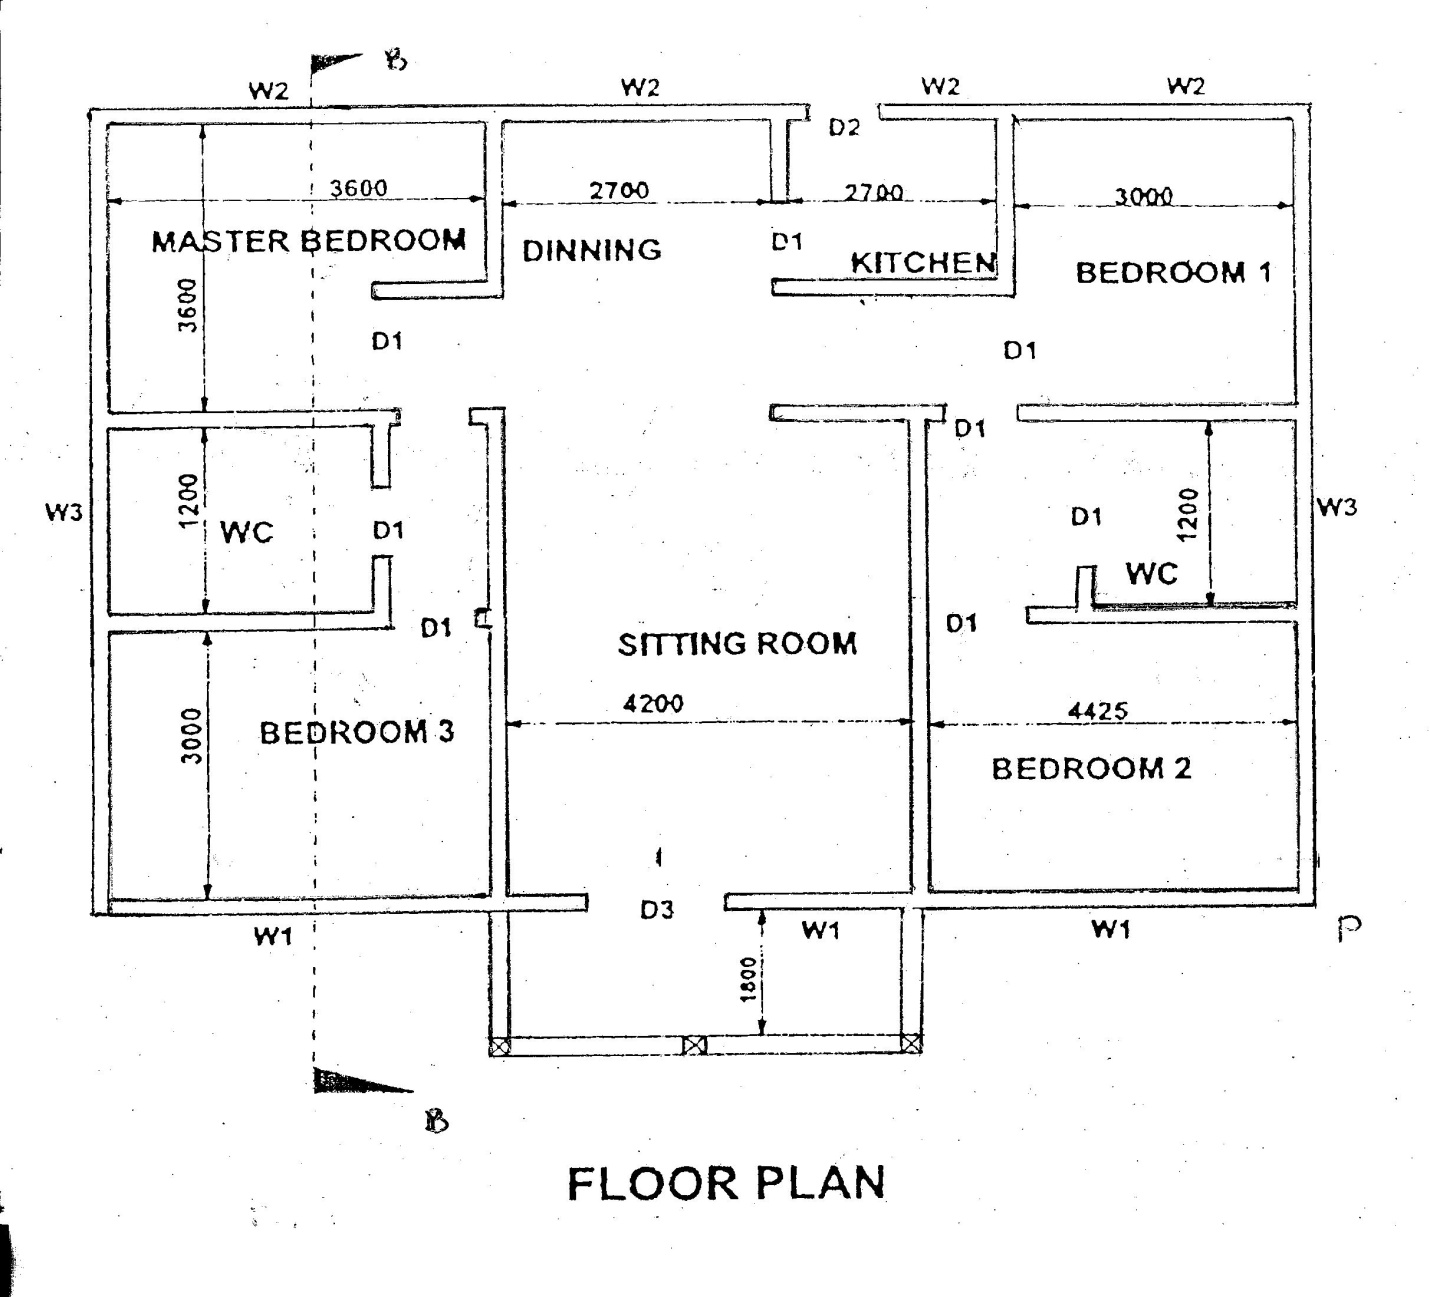 B
W2 W2 W2 W2
D2
3600 2700 2700 3000
MASTER BEDROOM DINNING D1 KITCHEN BEDROOM 1
3600
D1 D1
D1
1200 WC D1 W3
D1 1200 W3
WC
D1 D1
SITTING ROOM
4200 4425
BEDROOM 3 3000
BEDROOM 2
D3
W1 W1 W1 P
1800
B
FLOOR PLAN